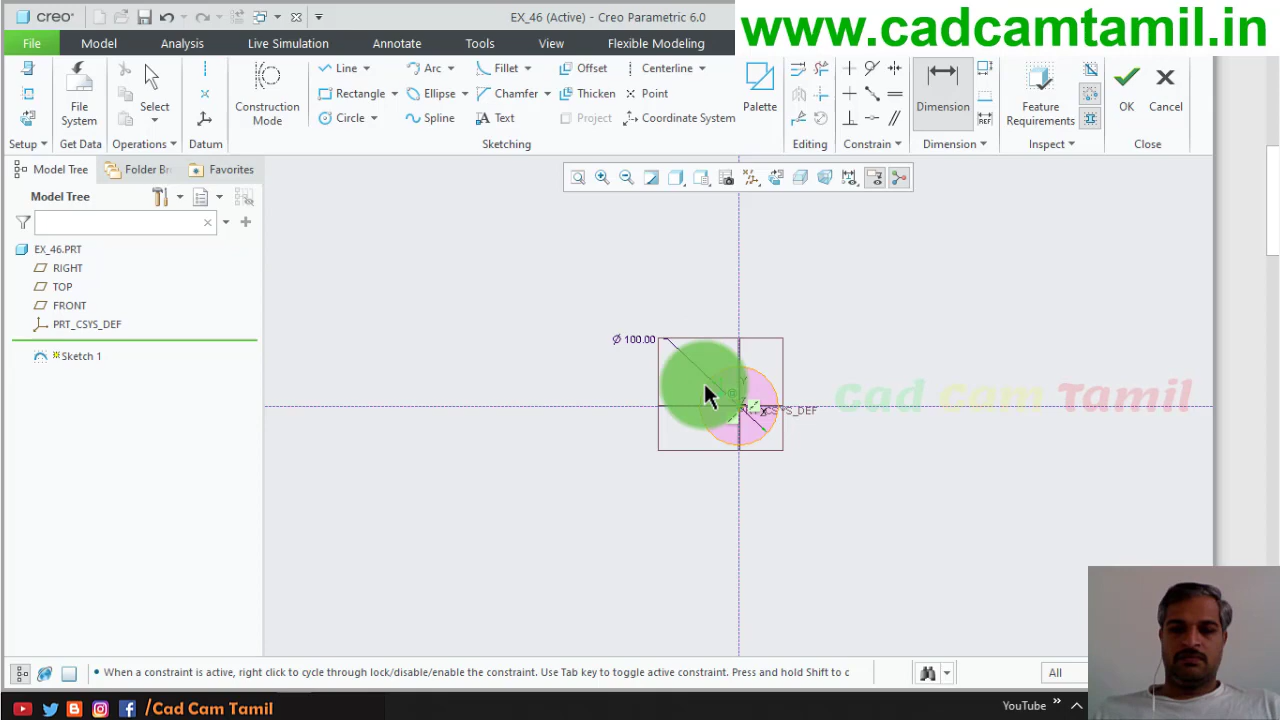 creo°
EX_46 (Active) - Creo Parametric 6.0
www.cadcamtamil.in
File Model Analysis Live Simulation Annotate Tools View Flexible Modeling
Line Arc Fillet Offset Centerline
Rectangle Ellipse Chamfer Thicken Point
Circle Spline Text Project Coordinate System
File System
Select
Construction Mode
Palette
Dimension
Feature Requirements
OK Cancel
Setup Get Data Operations Datum Sketching Editing Constrain Dimension Inspect Close
Model Tree Folder Br Favorites
Model Tree
EX_46.PRT
RIGHT
TOP
FRONT
PRT_CSYS_DEF
Sketch 1
Ø 100.00
CSYS_DEF
Cad Cam Tamil
• When a constraint is active, right click to cycle through lock/disable/enable the constraint. Use Tab key to toggle active constraint. Press and hold Shift to c
All
/Cad Cam Tamil
YouTube